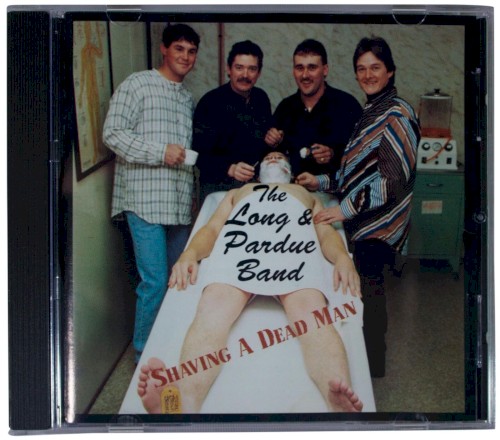 The
Long &
Pardue
Band
SHAVING A DEAD MAN